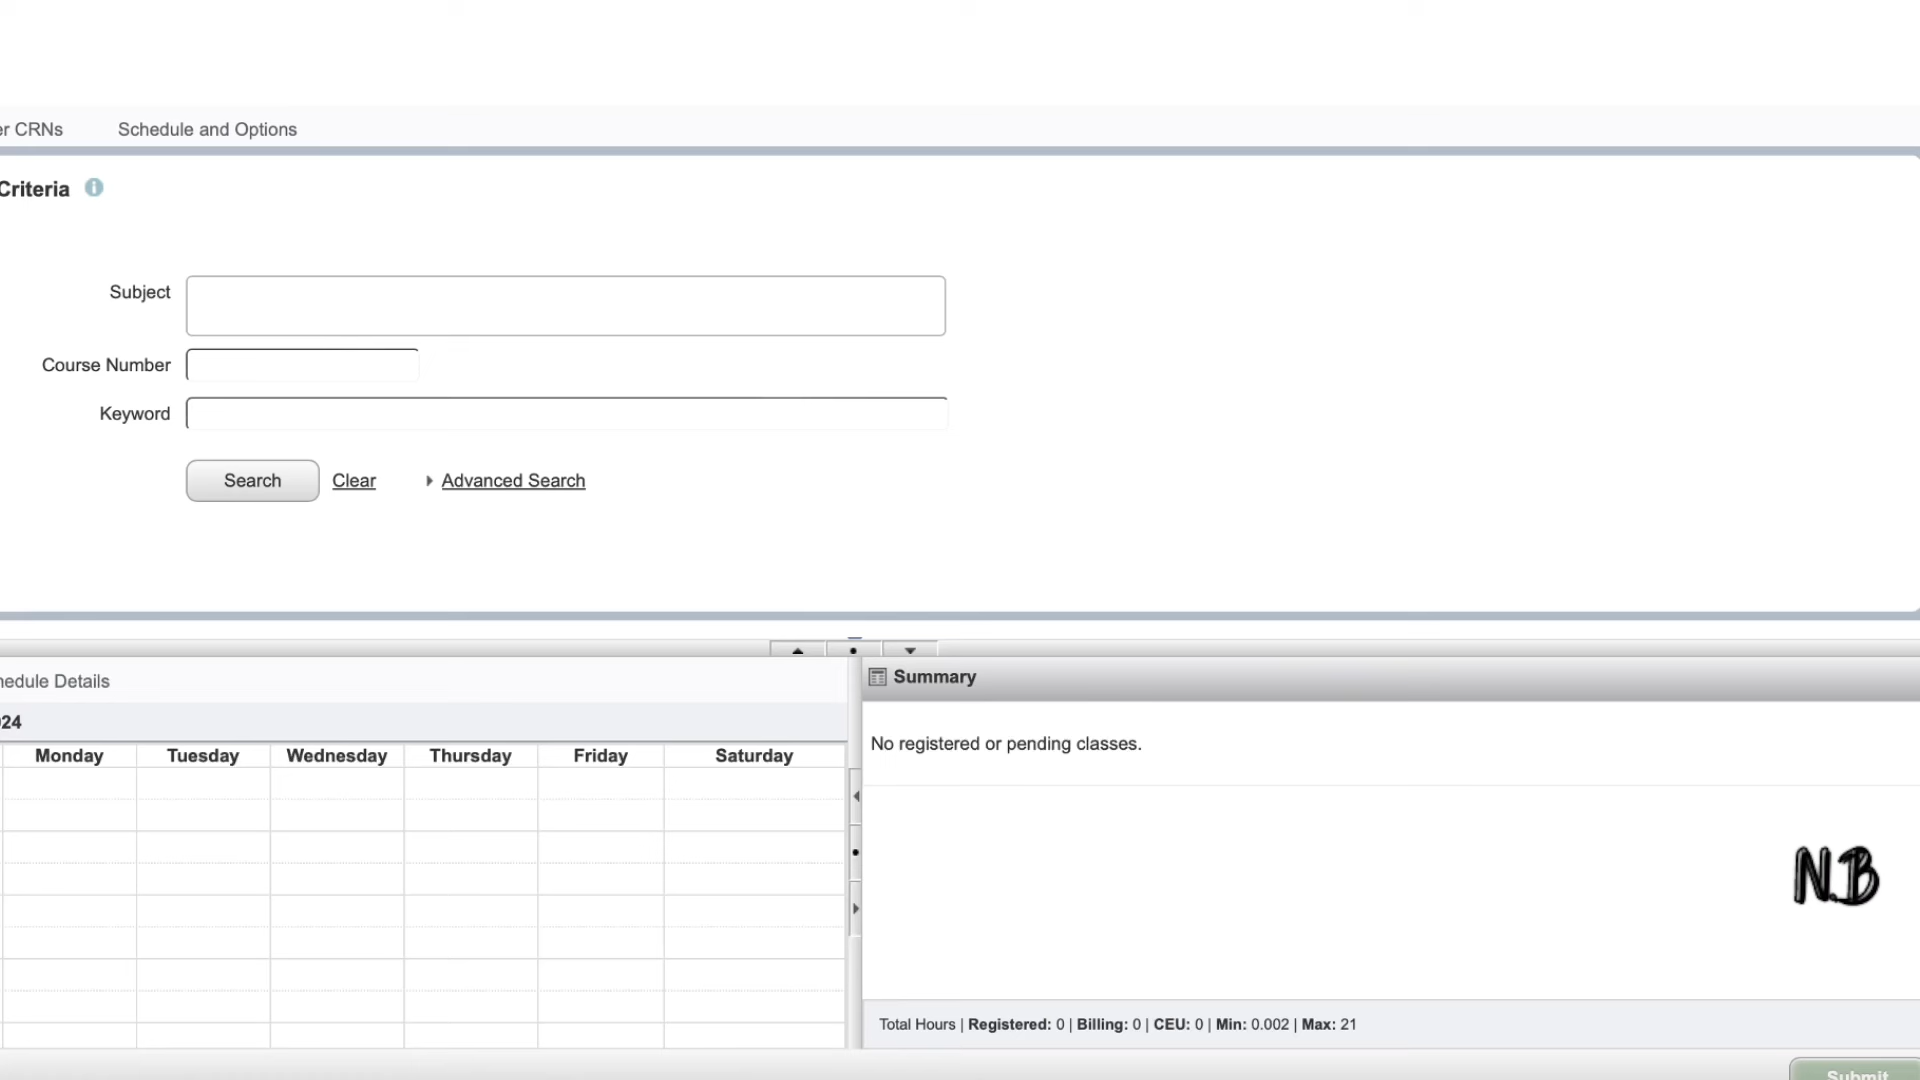 er CRNs Schedule and Options
Criteria
Subject
Course Number
Keyword
Search Clear Advanced Search
hedule Details
024
Monday Tuesday Wednesday Thursday Friday Saturday
Summary
No registered or pending classes.
N.B
Total Hours | Registered: 0 | Billing: 0 | CEU: 0 | Min: 0.002 | Max: 21
Submit